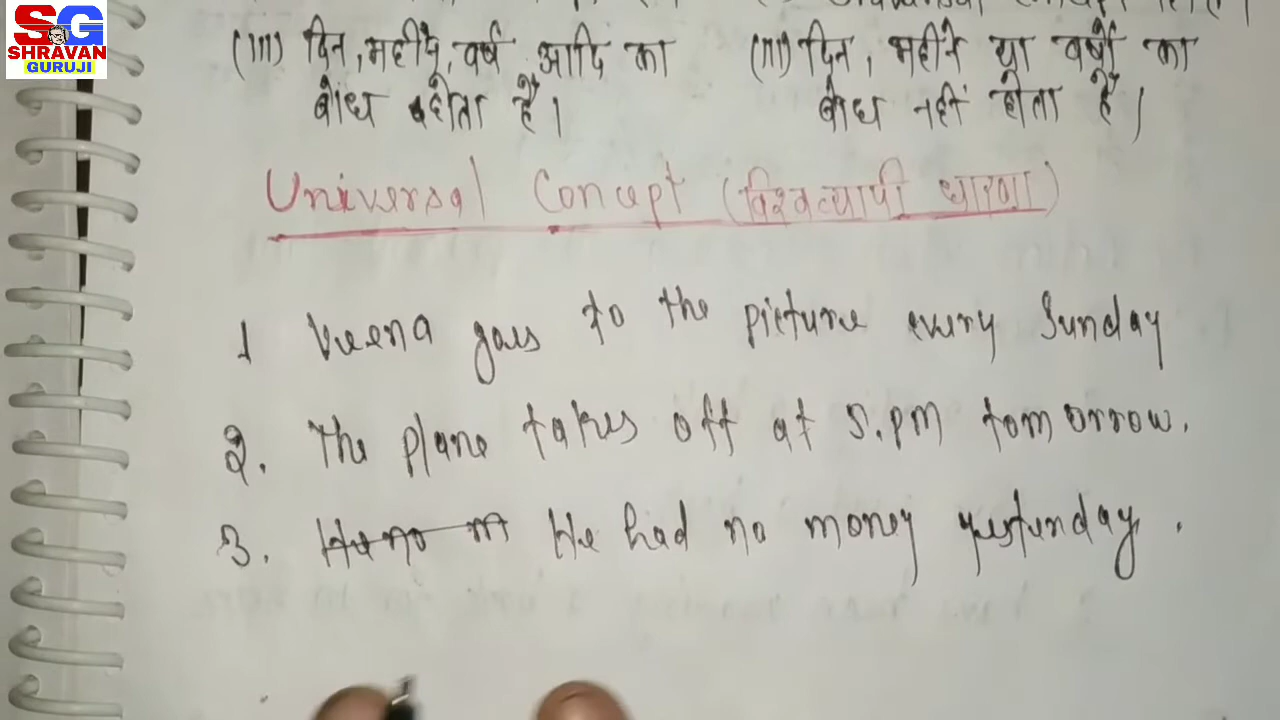 SG
SHRAVAN
GURUJI
(III) दिन, महीने, वर्ष आदि का (III) दिन, महीने या वर्षों का
बोध होता है। बोध नहीं होता है।
Universal Concept (विश्वव्यापी धारणा)
1 Veena goes to the picture every Sunday
2. The plane takes off at 5.pm tomorrow.
3. He no m He had no money yesterday.